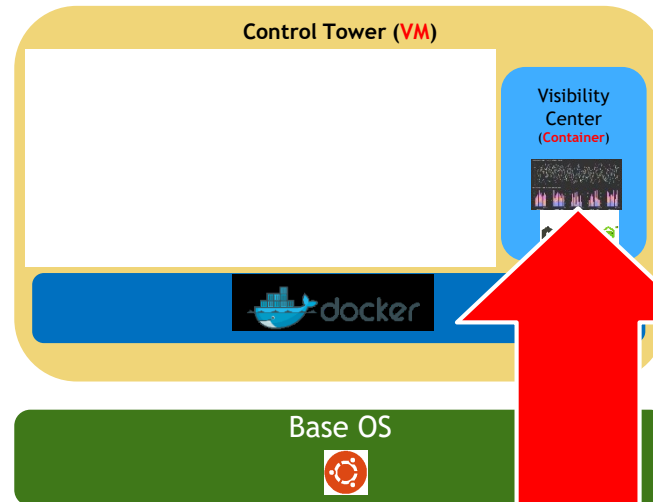 Control Tower (VM)
Visibility
Center
(Container)
docker
Base OS